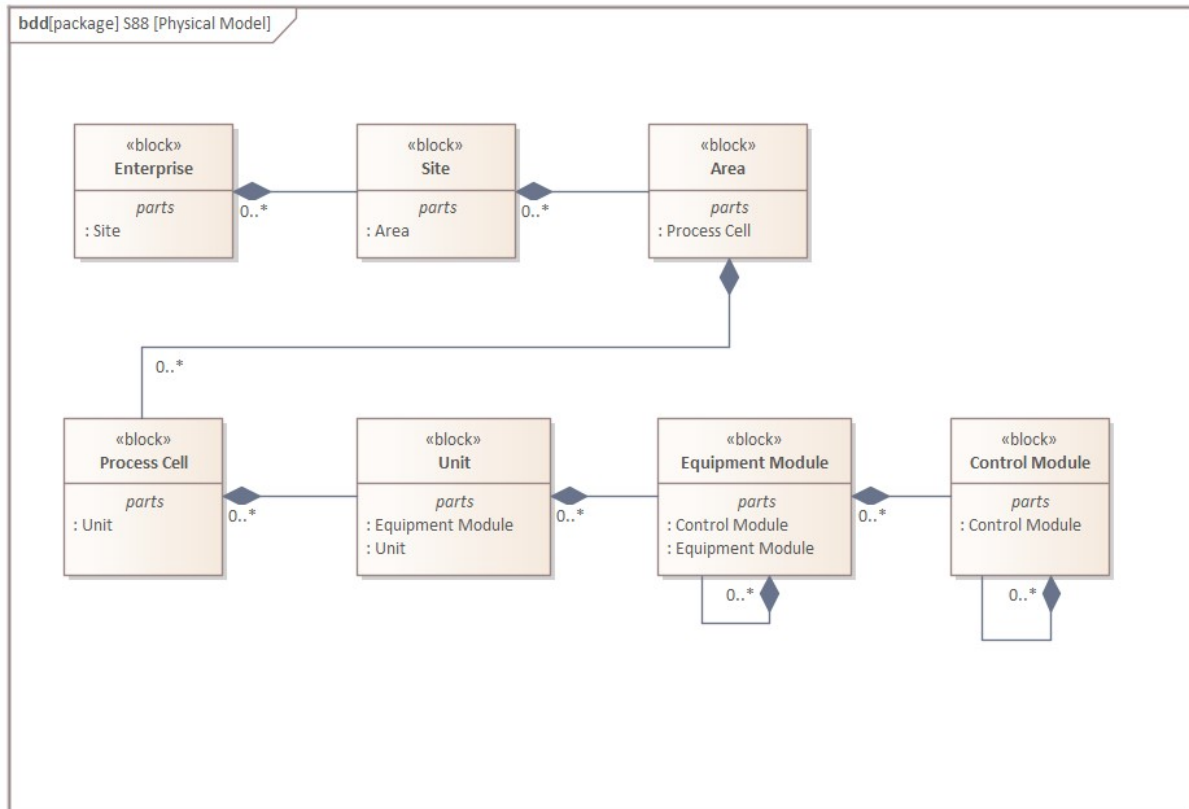 bdd[package] S88 [Physical Model]
«block»
Enterprise
parts
: Site
0..*
«block»
Site
parts
: Area
0..*
«block»
Area
parts
: Process Cell
0..*
«block»
Process Cell
parts
: Unit
0..*
«block»
Unit
parts
: Equipment Module
: Unit
0..*
«block»
Equipment Module
parts
: Control Module
: Equipment Module
0..*
0..*
«block»
Control Module
parts
: Control Module
0..*